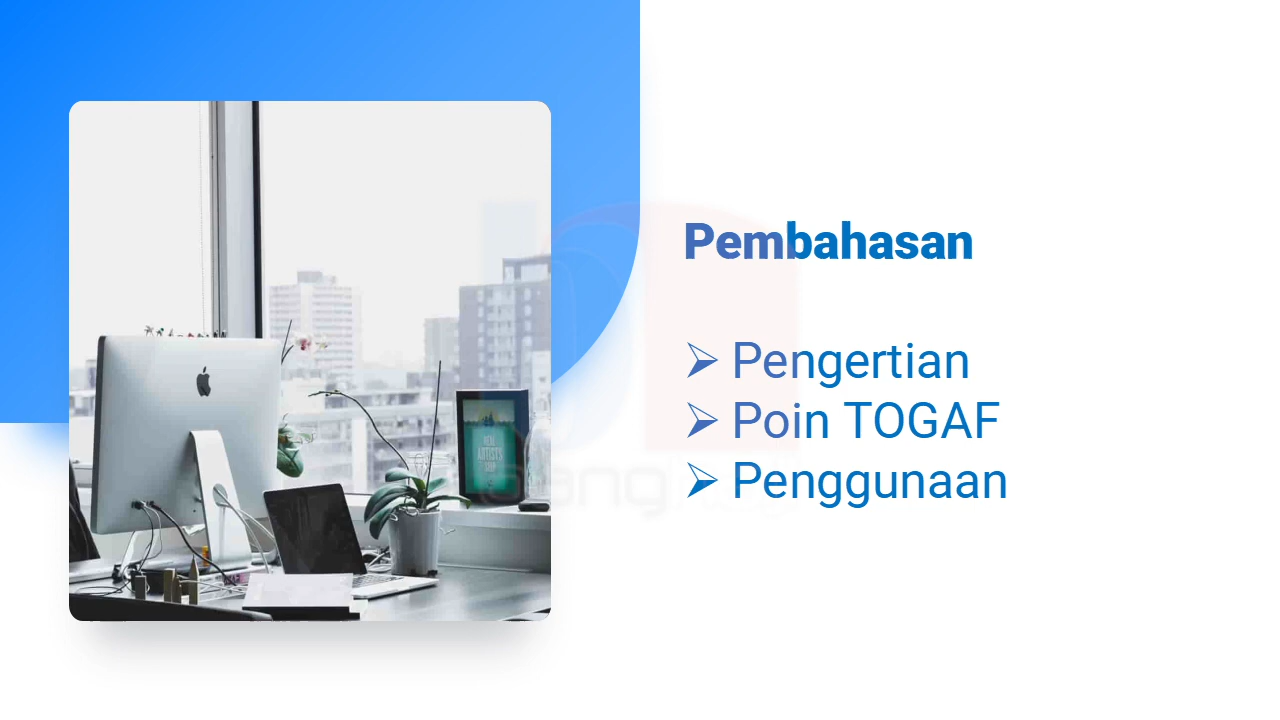 Pembahasan
➢ Pengertian
➢ Poin TOGAF
➢ Penggunaan